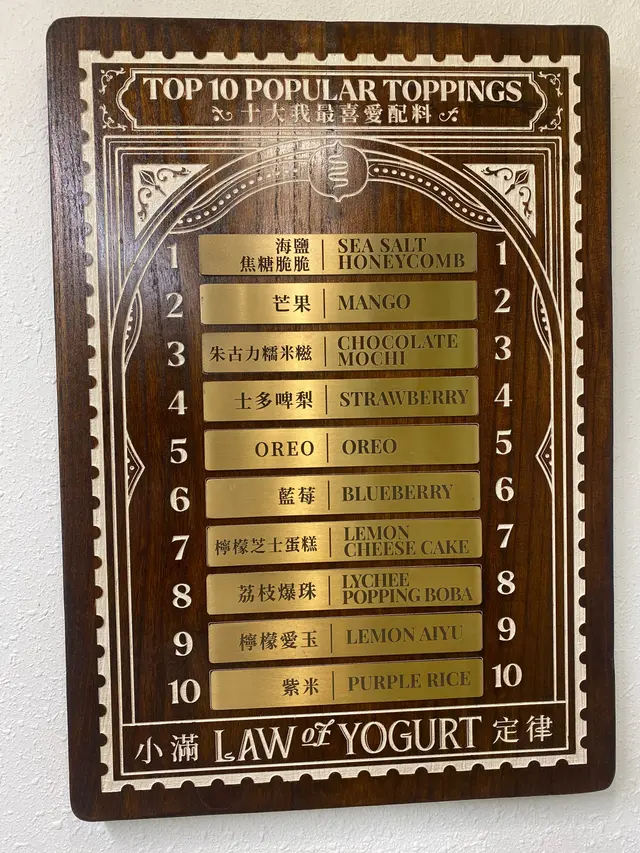 TOP 10 POPULAR TOPPINGS
十大我最喜愛配料
1 海鹽 SEA SALT 1
焦糖脆脆 HONEYCOMB
2 芒果 MANGO 2
3 朱古力糯米糍 CHOCOLATE MOCHI 3
4 士多啤梨 STRAWBERRY 4
5 OREO OREO 5
6 藍莓 BLUEBERRY 6
7 檸檬芝士蛋糕 LEMON CHEESE CAKE 7
8 荔枝爆珠 LYCHEE POPPING BOBA 8
9 檸檬愛玉 LEMON AIYU 9
10 紫米 PURPLE RICE 10
小滿 LAW of YOGURT 定律